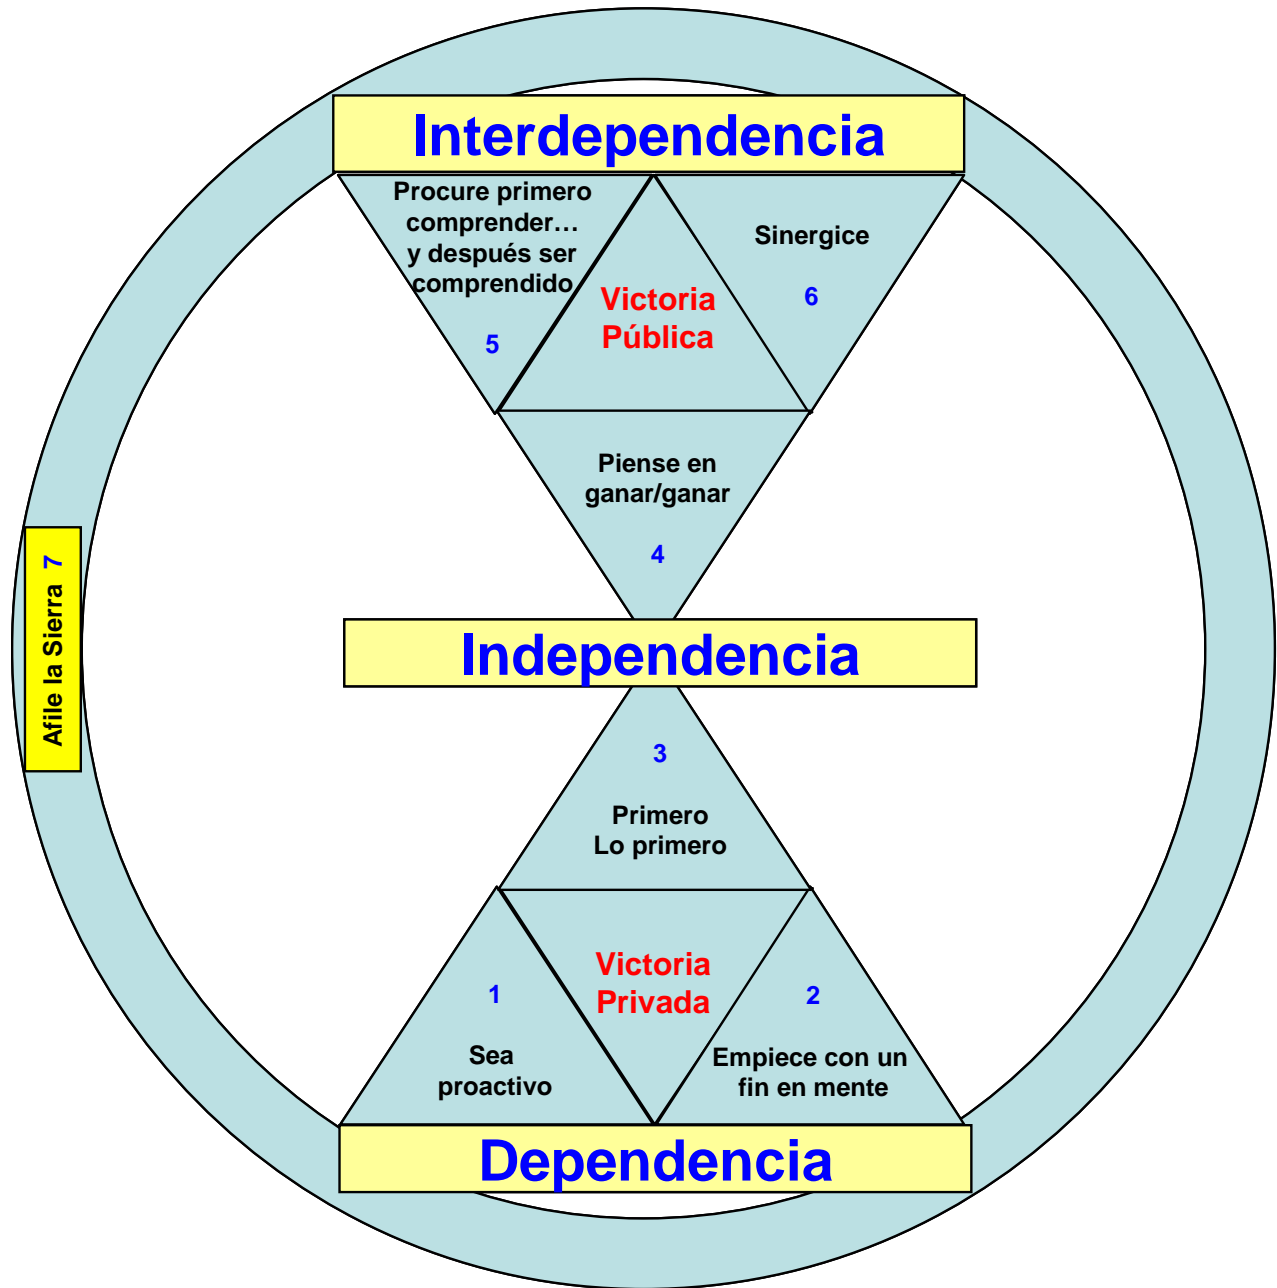 Interdependencia
Procure primero
comprender…
y después ser
comprendido
5
Victoria
Pública
Sinergice
6
Piense en
ganar/ganar
4
Afile la Sierra 7
Independencia
3
Primero
Lo primero
1
Sea
proactivo
Victoria
Privada
2
Empiece con un
fin en mente
Dependencia